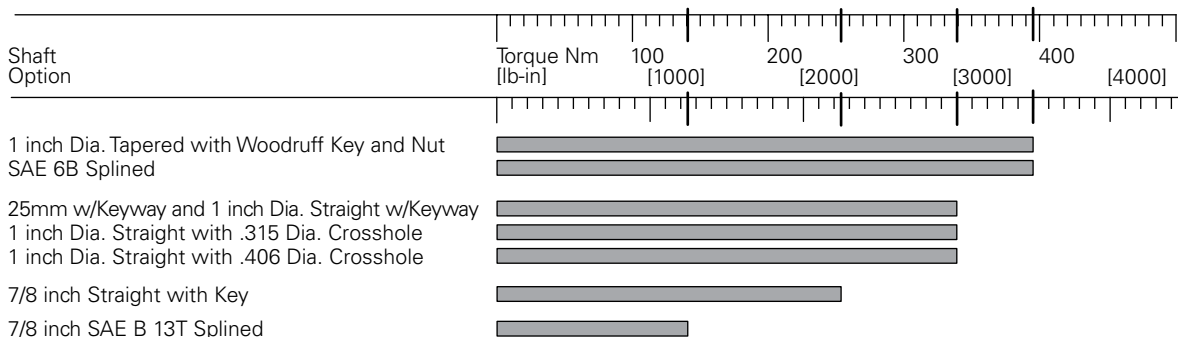 Shaft
Option
Torque Nm 100 200 300 400
[lb-in] [1000] [2000] [3000] [4000]
1 inch Dia. Tapered with Woodruff Key and Nut
SAE 6B Splined
25mm w/Keyway and 1 inch Dia. Straight w/Keyway
1 inch Dia. Straight with .315 Dia. Crosshole
1 inch Dia. Straight with .406 Dia. Crosshole
7/8 inch Straight with Key
7/8 inch SAE B 13T Splined